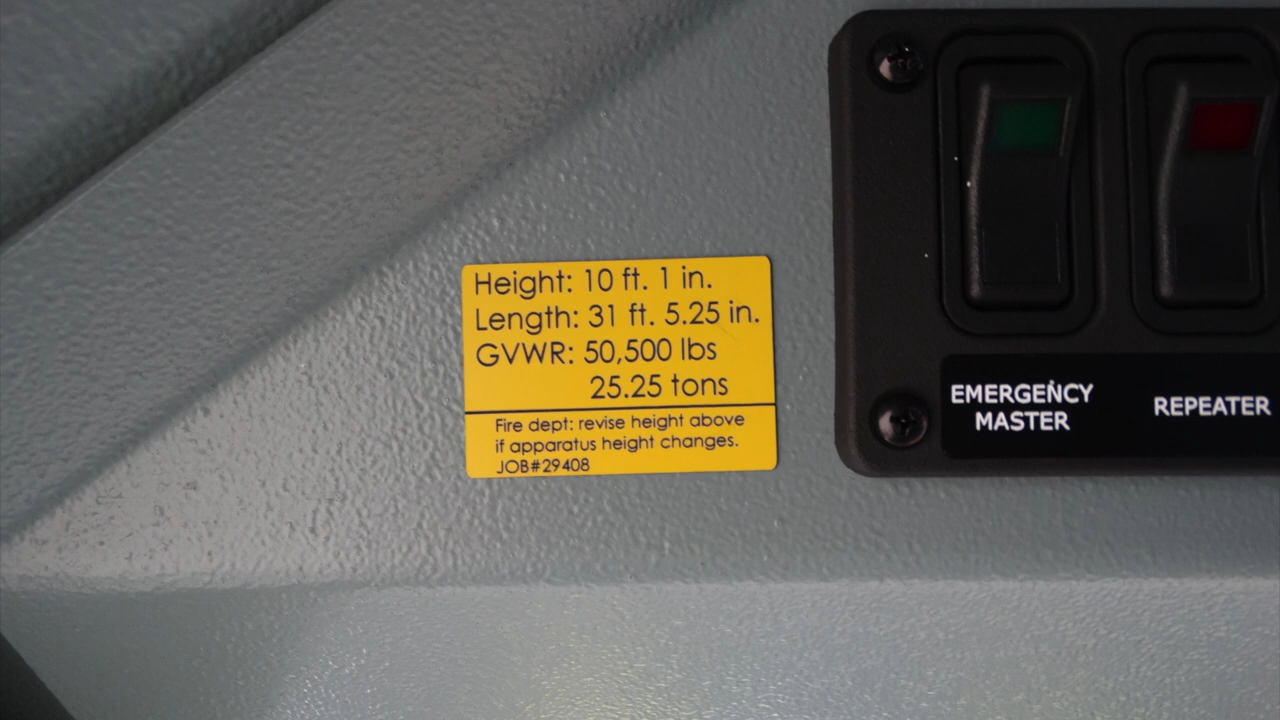 Height: 10 ft. 1 in.
Length: 31 ft. 5.25 in.
GVWR: 50,500 lbs
25.25 tons
Fire dept: revise height above
if apparatus height changes.
JOB#29408
EMERGENCY
MASTER
REPEATER